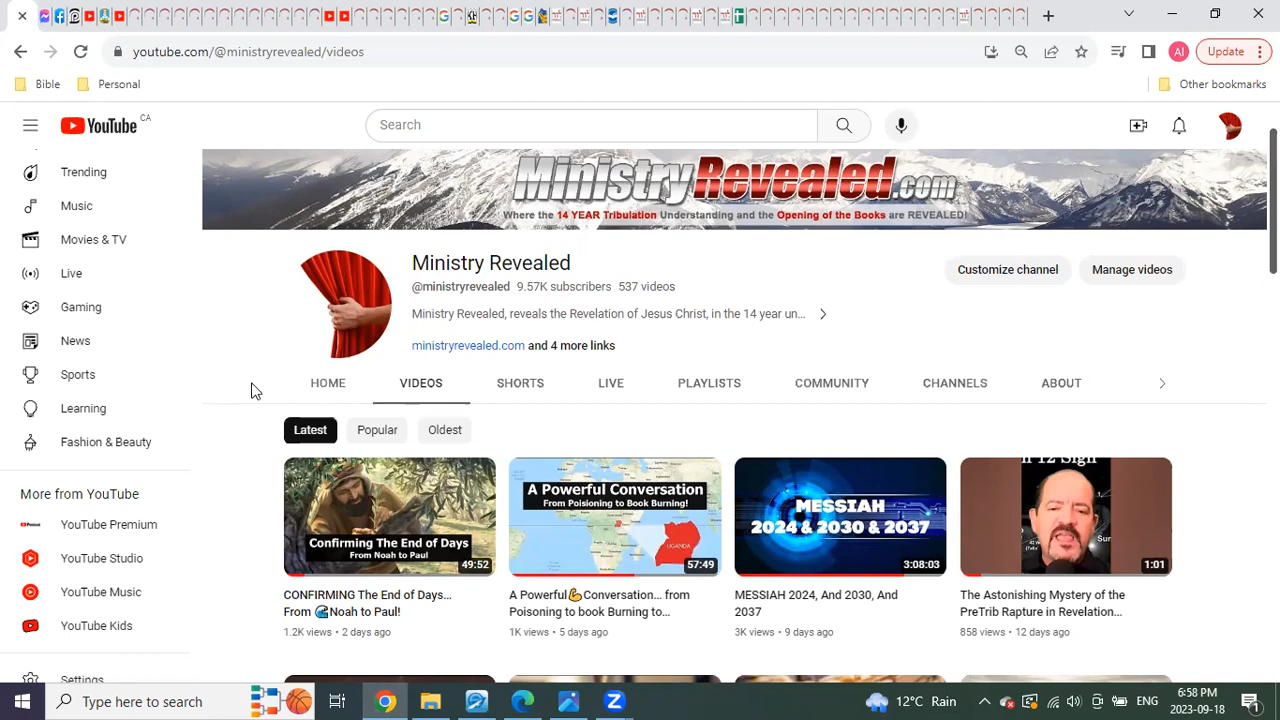 youtube.com/@ministryrevealed/videos
Update
Bible
Personal
Other bookmarks
YouTube CA
Search
Trending
Music
Movies & TV
Live
Gaming
News
Sports
Learning
Fashion & Beauty
More from YouTube
YouTube Premium
YouTube Studio
YouTube Music
YouTube Kids
Settings
MinistryRevealed.com
Where the 14 YEAR Tribulation Understanding and the Opening of the Books are REVEALED!
Ministry Revealed
@ministryrevealed 9.57K subscribers 537 videos
Ministry Revealed, reveals the Revelation of Jesus Christ, in the 14 year un...
ministryrevealed.com and 4 more links
Customize channel
Manage videos
HOME VIDEOS SHORTS LIVE PLAYLISTS COMMUNITY CHANNELS ABOUT
Latest Popular Oldest
Confirming The End of Days
From Noah to Paul
49:52
CONFIRMING The End of Days...
From 🌊Noah to Paul!
1.2K views • 2 days ago
A Powerful Conversation
From Poisioning to Book Burning!
UGANDA
57:49
A Powerful💪Conversation... from
Poisoning to book Burning to...
1K views • 5 days ago
MESSIAH
2024 & 2030 & 2037
3:08:03
MESSIAH 2024, And 2030, And
2037
3K views • 9 days ago
12 Sign
Sur
1:01
The Astonishing Mystery of the
PreTrib Rapture in Revelation...
858 views • 12 days ago
Type here to search
12°C Rain
ENG
6:58 PM
2023-09-18
AI
1